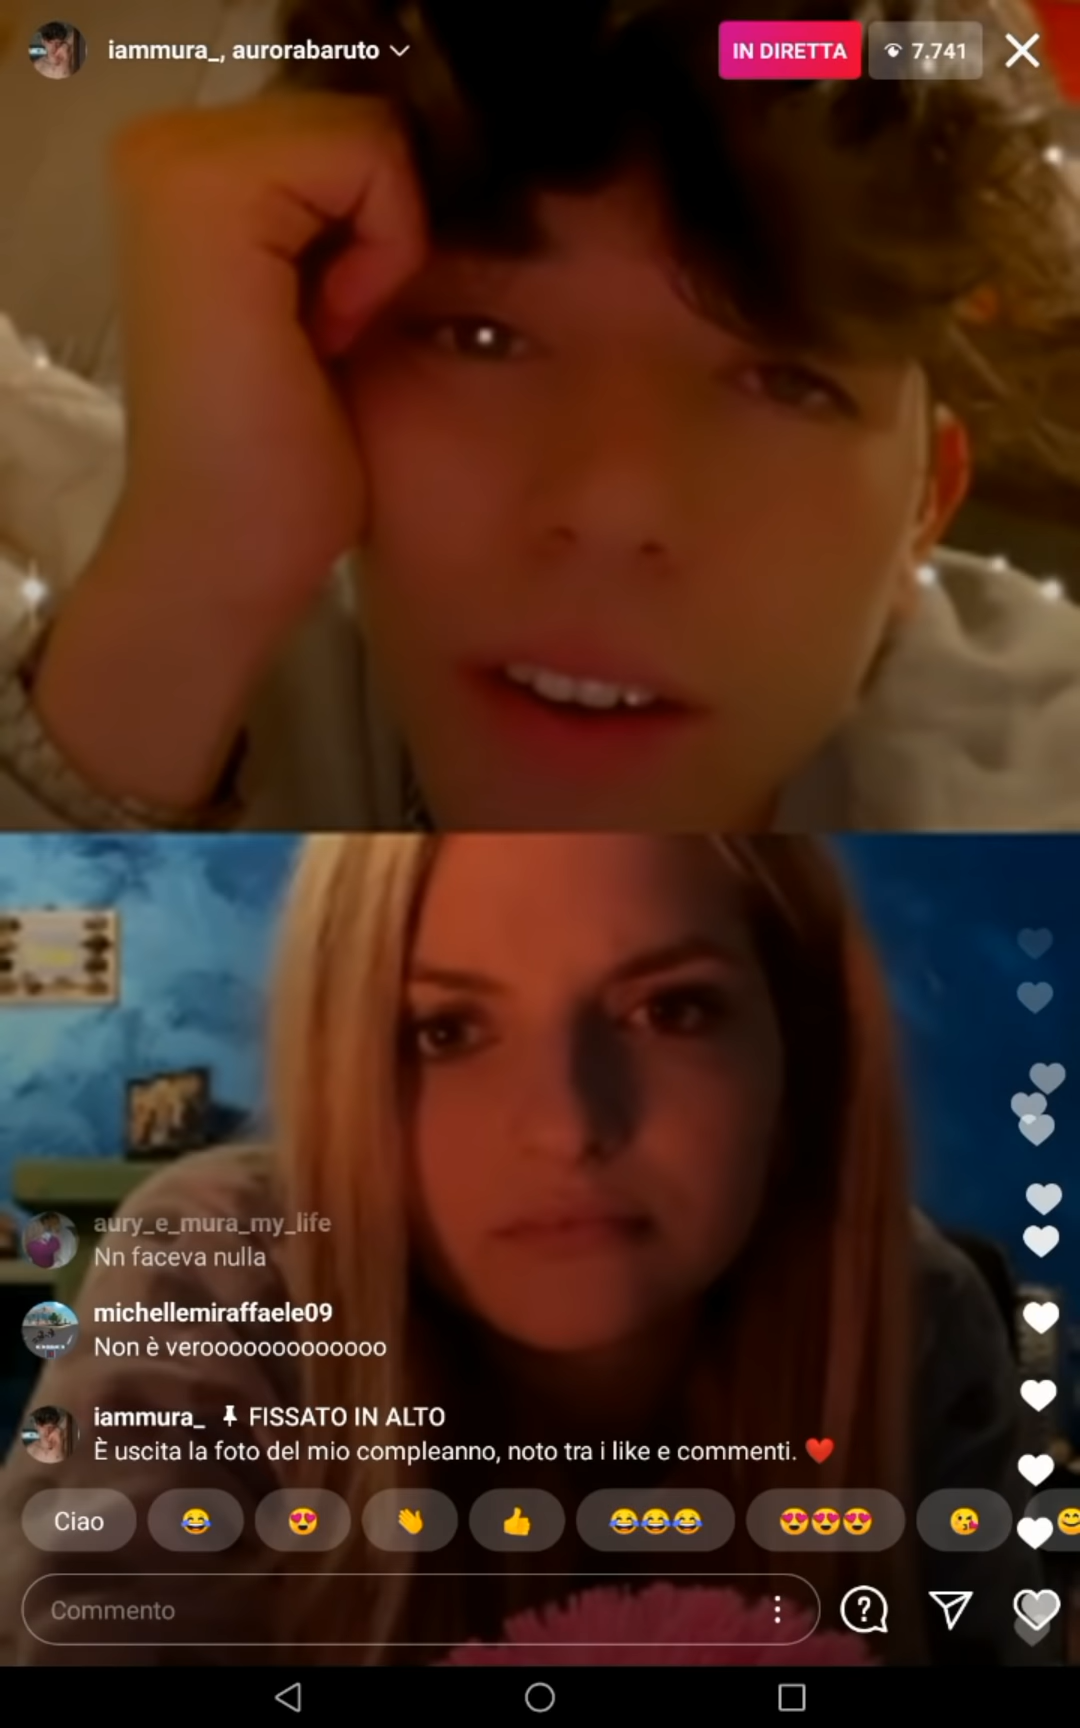 iammura_, aurorabaruto
IN DIRETTA
7.741
aury_e_mura_my_life
Nn faceva nulla
michellemiraffaele09
Non è verooooooooooooo
iammura_ FISSATO IN ALTO
È uscita la foto del mio compleanno, noto tra i like e commenti. ❤️
Ciao 😂 😍 👋 👍 😂😂😂 😍😍😍 😘 😊
Commento